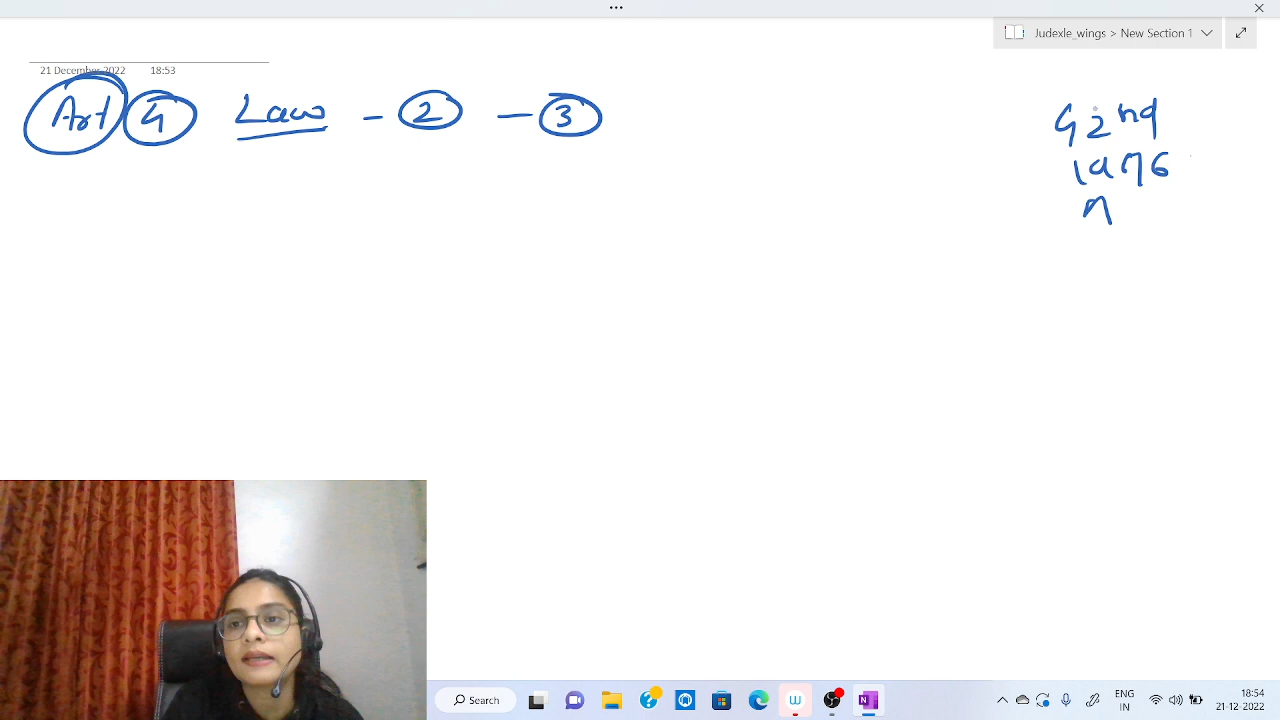 Judexle_wings > New Section 1
21 December 2022 18:53
Art 4 Law - 2 - 3
42nd
1976
Search
ENG
IN
8:54
21-12-2022